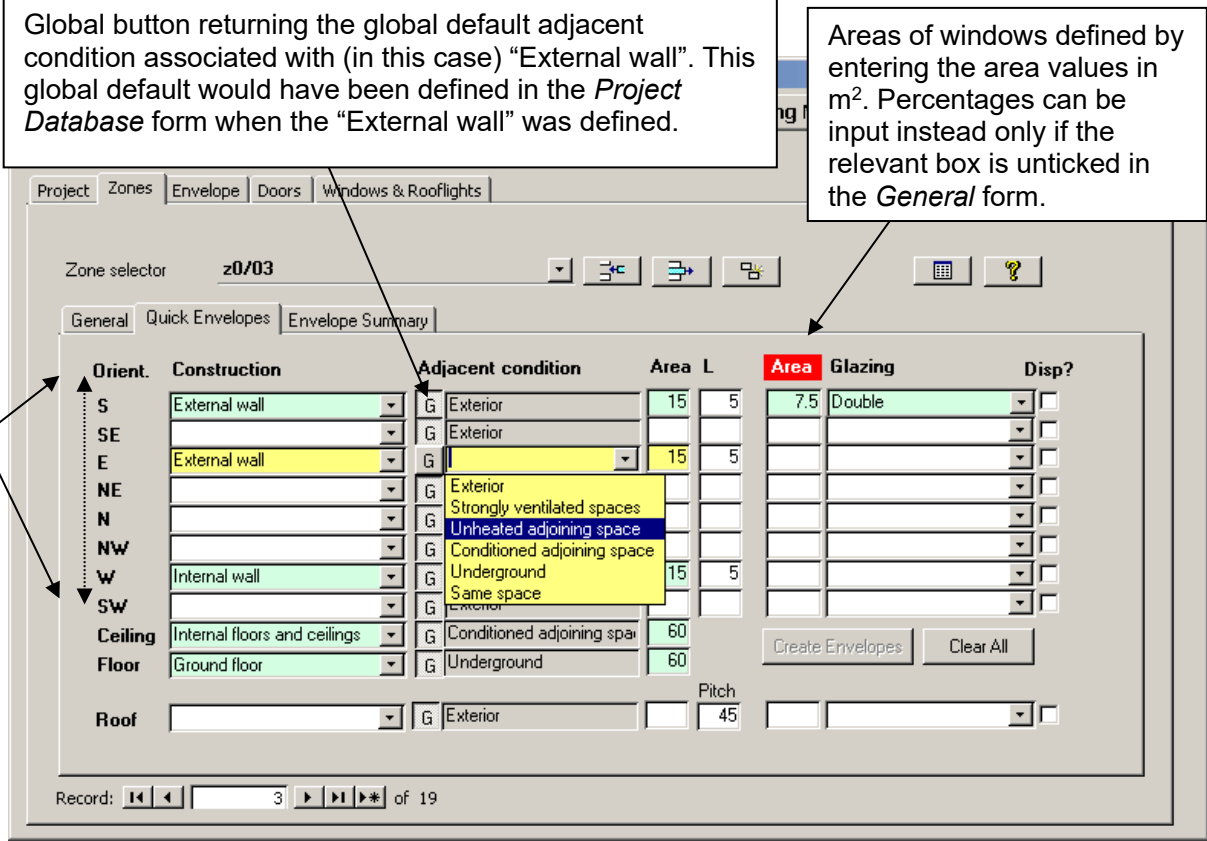 Global button returning the global default adjacent
condition associated with (in this case) “External wall”. This
global default would have been defined in the Project
Database form when the “External wall” was defined.
Areas of windows defined by
entering the area values in
m². Percentages can be
input instead only if the
relevant box is unticked in
the General form.
Project Zones Envelope Doors Windows & Rooflights
Zone selector z0/03
General Quick Envelopes Envelope Summary
Orient. Construction Adjacent condition Area L Area Glazing Disp?
S External wall G Exterior 15 5 7.5 Double
SE G Exterior
E External wall G 15 5
NE G Exterior
N G Strongly ventilated spaces
Unheated adjoining space
NW G Conditioned adjoining space
W Internal wall G Underground 15 5
Same space
SW G
Ceiling Internal floors and ceilings G Conditioned adjoining spa 60
Create Envelopes Clear All
Floor Ground floor G Underground 60
Pitch
Roof G Exterior 45
Record: 3 of 19